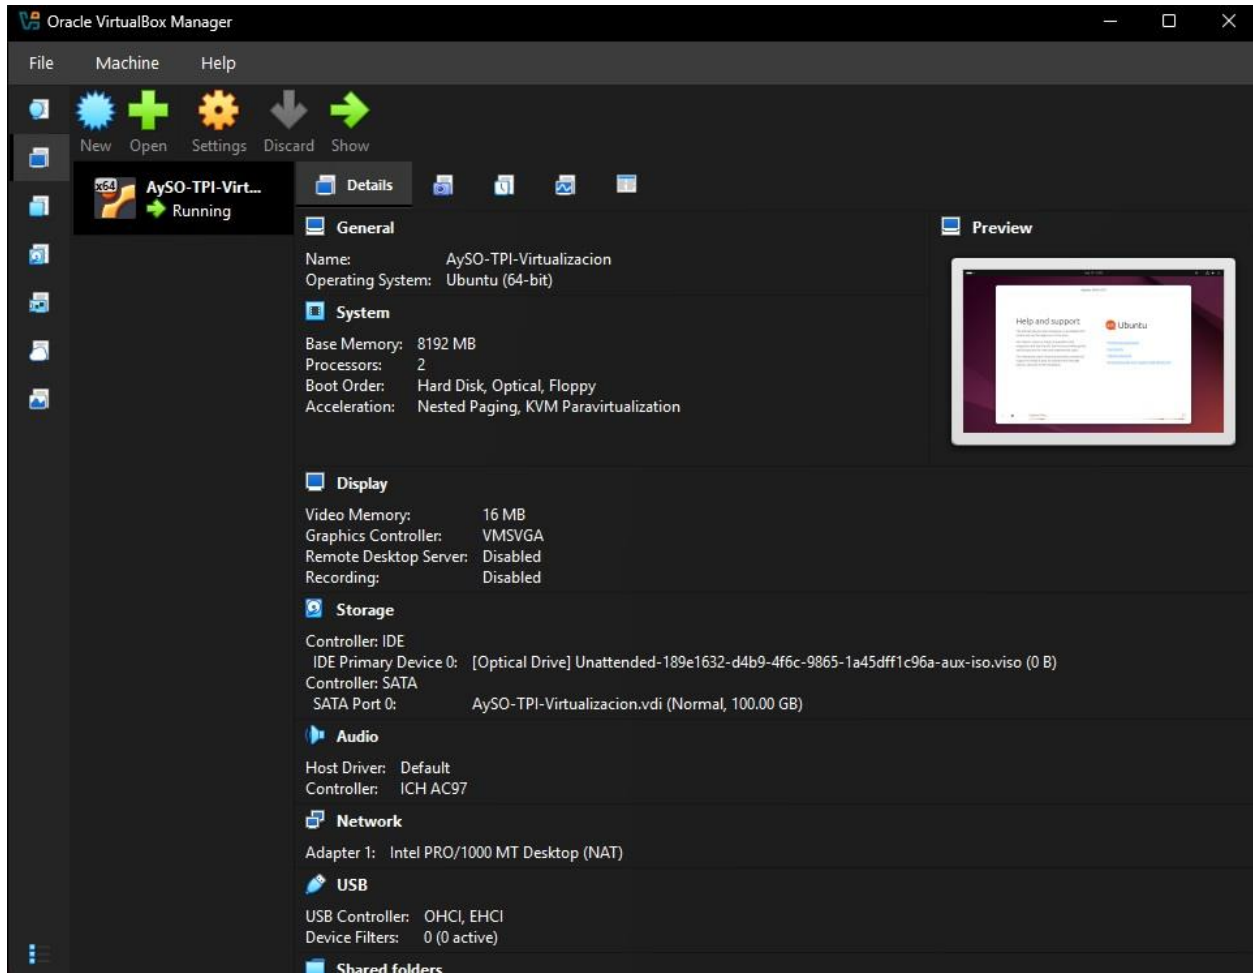 Oracle VirtualBox Manager
File Machine Help
New Open Settings Discard Show
x64
AySO-TPI-Virt...
Running
Details
General
Name: AySO-TPI-Virtualizacion
Operating System: Ubuntu (64-bit)
Preview
Help and support
Ubuntu
System
Base Memory: 8192 MB
Processors: 2
Boot Order: Hard Disk, Optical, Floppy
Acceleration: Nested Paging, KVM Paravirtualization
Display
Video Memory: 16 MB
Graphics Controller: VMSVGA
Remote Desktop Server: Disabled
Recording: Disabled
Storage
Controller: IDE
IDE Primary Device 0: [Optical Drive] Unattended-189e1632-d4b9-4f6c-9865-1a45dff1c96a-aux-iso.viso (0 B)
Controller: SATA
SATA Port 0: AySO-TPI-Virtualizacion.vdi (Normal, 100.00 GB)
Audio
Host Driver: Default
Controller: ICH AC97
Network
Adapter 1: Intel PRO/1000 MT Desktop (NAT)
USB
USB Controller: OHCI, EHCI
Device Filters: 0 (0 active)
Shared folders